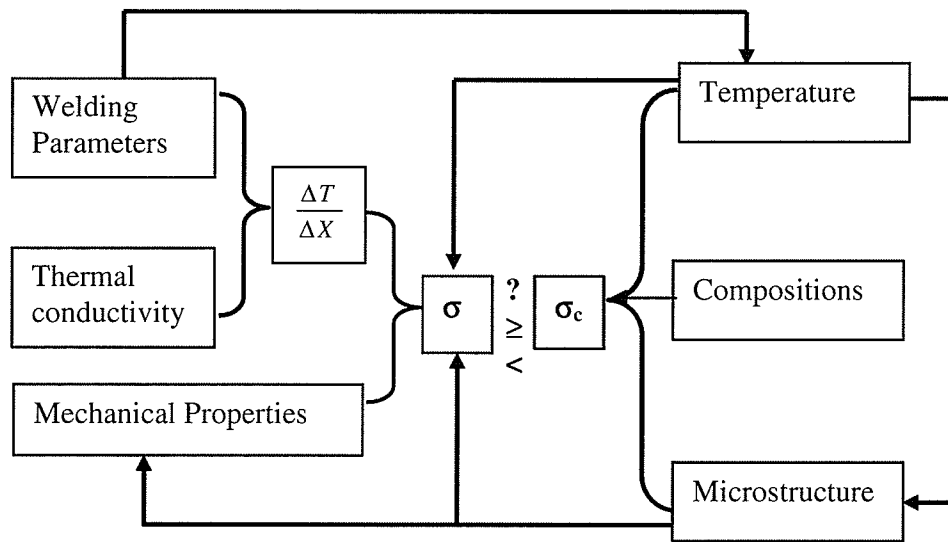 Welding
Parameters
Temperature
ΔT
ΔX
Thermal
conductivity
σ
?
≥
<
σc
Compositions
Mechanical Properties
Microstructure